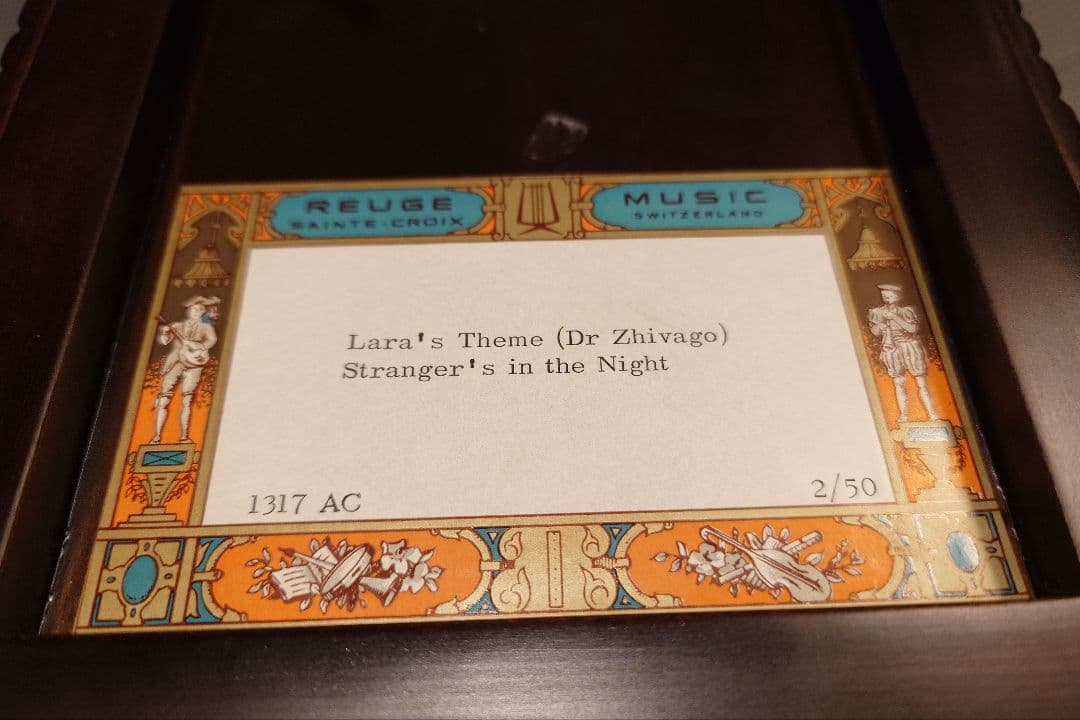 REUGE
SAINTE-CROIX
MUSIC
SWITZERLAND
Lara's Theme (Dr Zhivago)
Stranger's in the Night
1317 AC
2/50